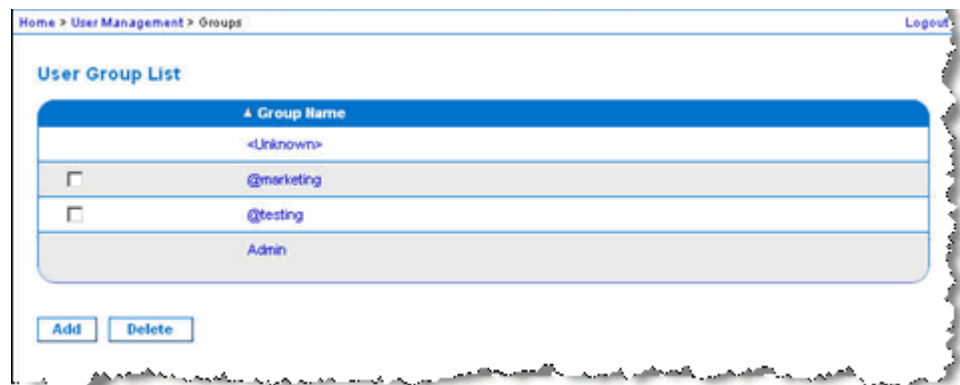 Home > User Management > Groups
Logout
User Group List
▲ Group Name
<Unknown>
@marketing
@testing
Admin
Add
Delete